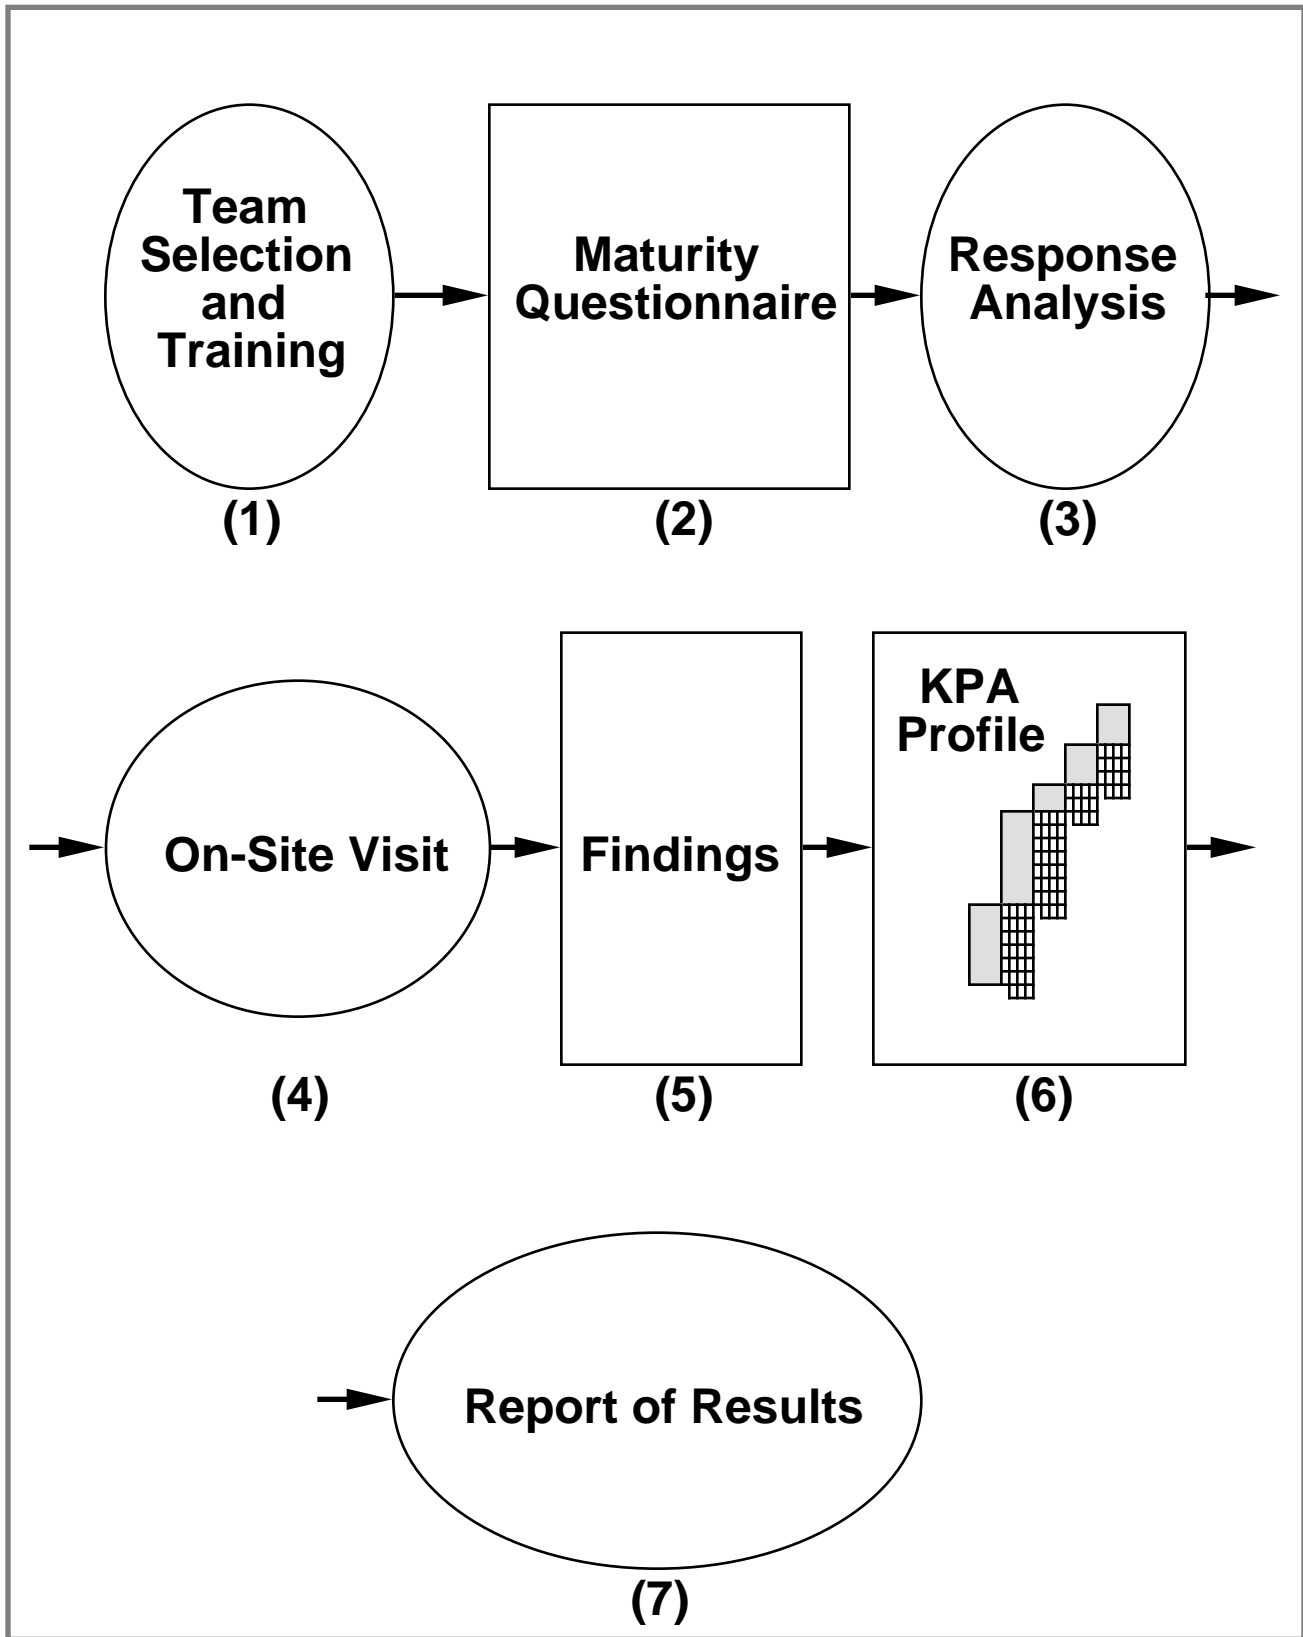 Team
Selection
and
Training
(1)
Maturity
Questionnaire
(2)
Response
Analysis
(3)
On-Site Visit
(4)
Findings
(5)
KPA
Profile
(6)
Report of Results
(7)